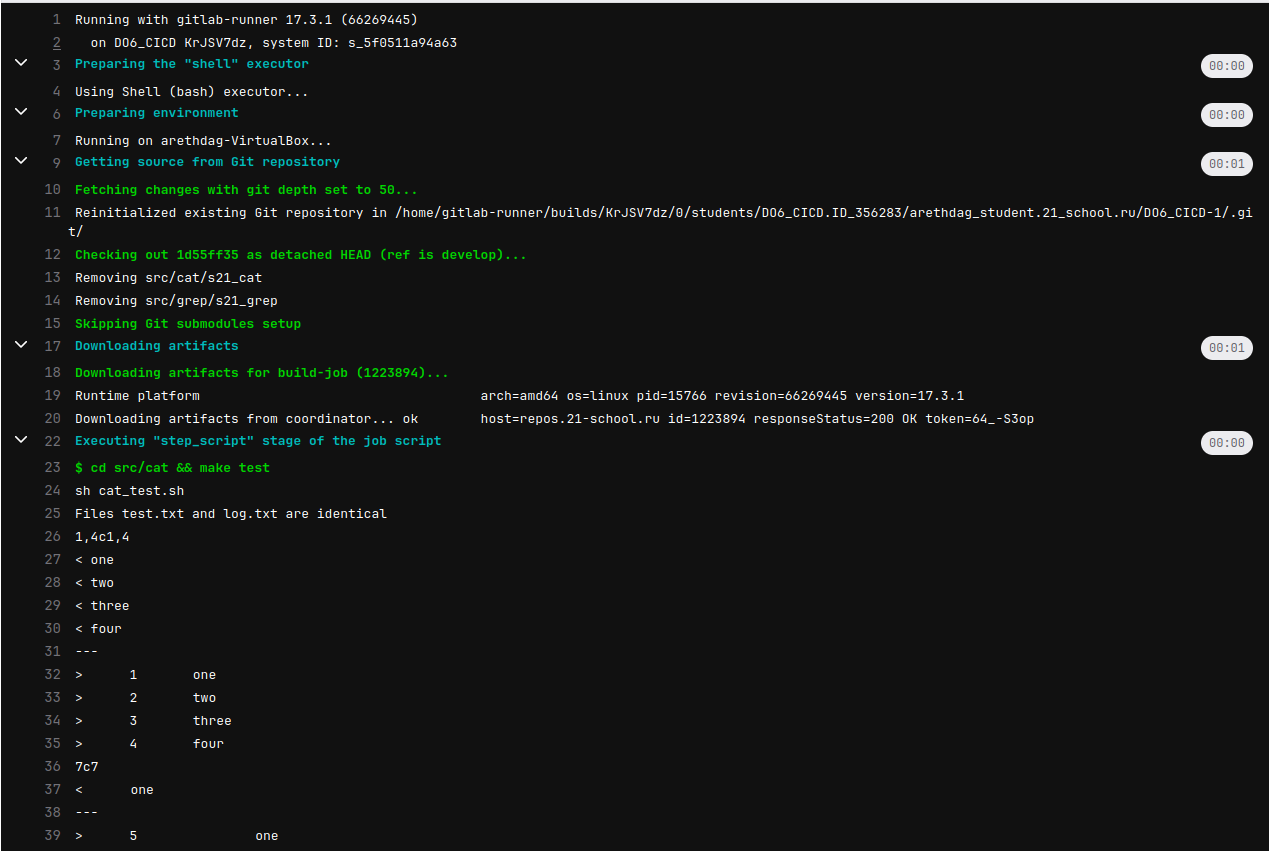 1 Running with gitlab-runner 17.3.1 (66269445)
2 on DO6_CICD KrJSV7dz, system ID: s_5f0511a94a63
3 Preparing the "shell" executor 00:00
4 Using Shell (bash) executor...
6 Preparing environment 00:00
7 Running on arethdag-VirtualBox...
9 Getting source from Git repository 00:01
10 Fetching changes with git depth set to 50...
11 Reinitialized existing Git repository in /home/gitlab-runner/builds/KrJSV7dz/0/students/DO6_CICD.ID_356283/arethdag_student.21_school.ru/DO6_CICD-1/.gi
t/
12 Checking out 1d55ff35 as detached HEAD (ref is develop)...
13 Removing src/cat/s21_cat
14 Removing src/grep/s21_grep
15 Skipping Git submodules setup
17 Downloading artifacts 00:01
18 Downloading artifacts for build-job (1223894)...
19 Runtime platform arch=amd64 os=linux pid=15766 revision=66269445 version=17.3.1
20 Downloading artifacts from coordinator... ok host=repos.21-school.ru id=1223894 responseStatus=200 OK token=64_-S3op
22 Executing "step_script" stage of the job script 00:00
23 $ cd src/cat && make test
24 sh cat_test.sh
25 Files test.txt and log.txt are identical
26 1,4c1,4
27 < one
28 < two
29 < three
30 < four
31 ---
32 > 1 one
33 > 2 two
34 > 3 three
35 > 4 four
36 7c7
37 < one
38 ---
39 > 5 one